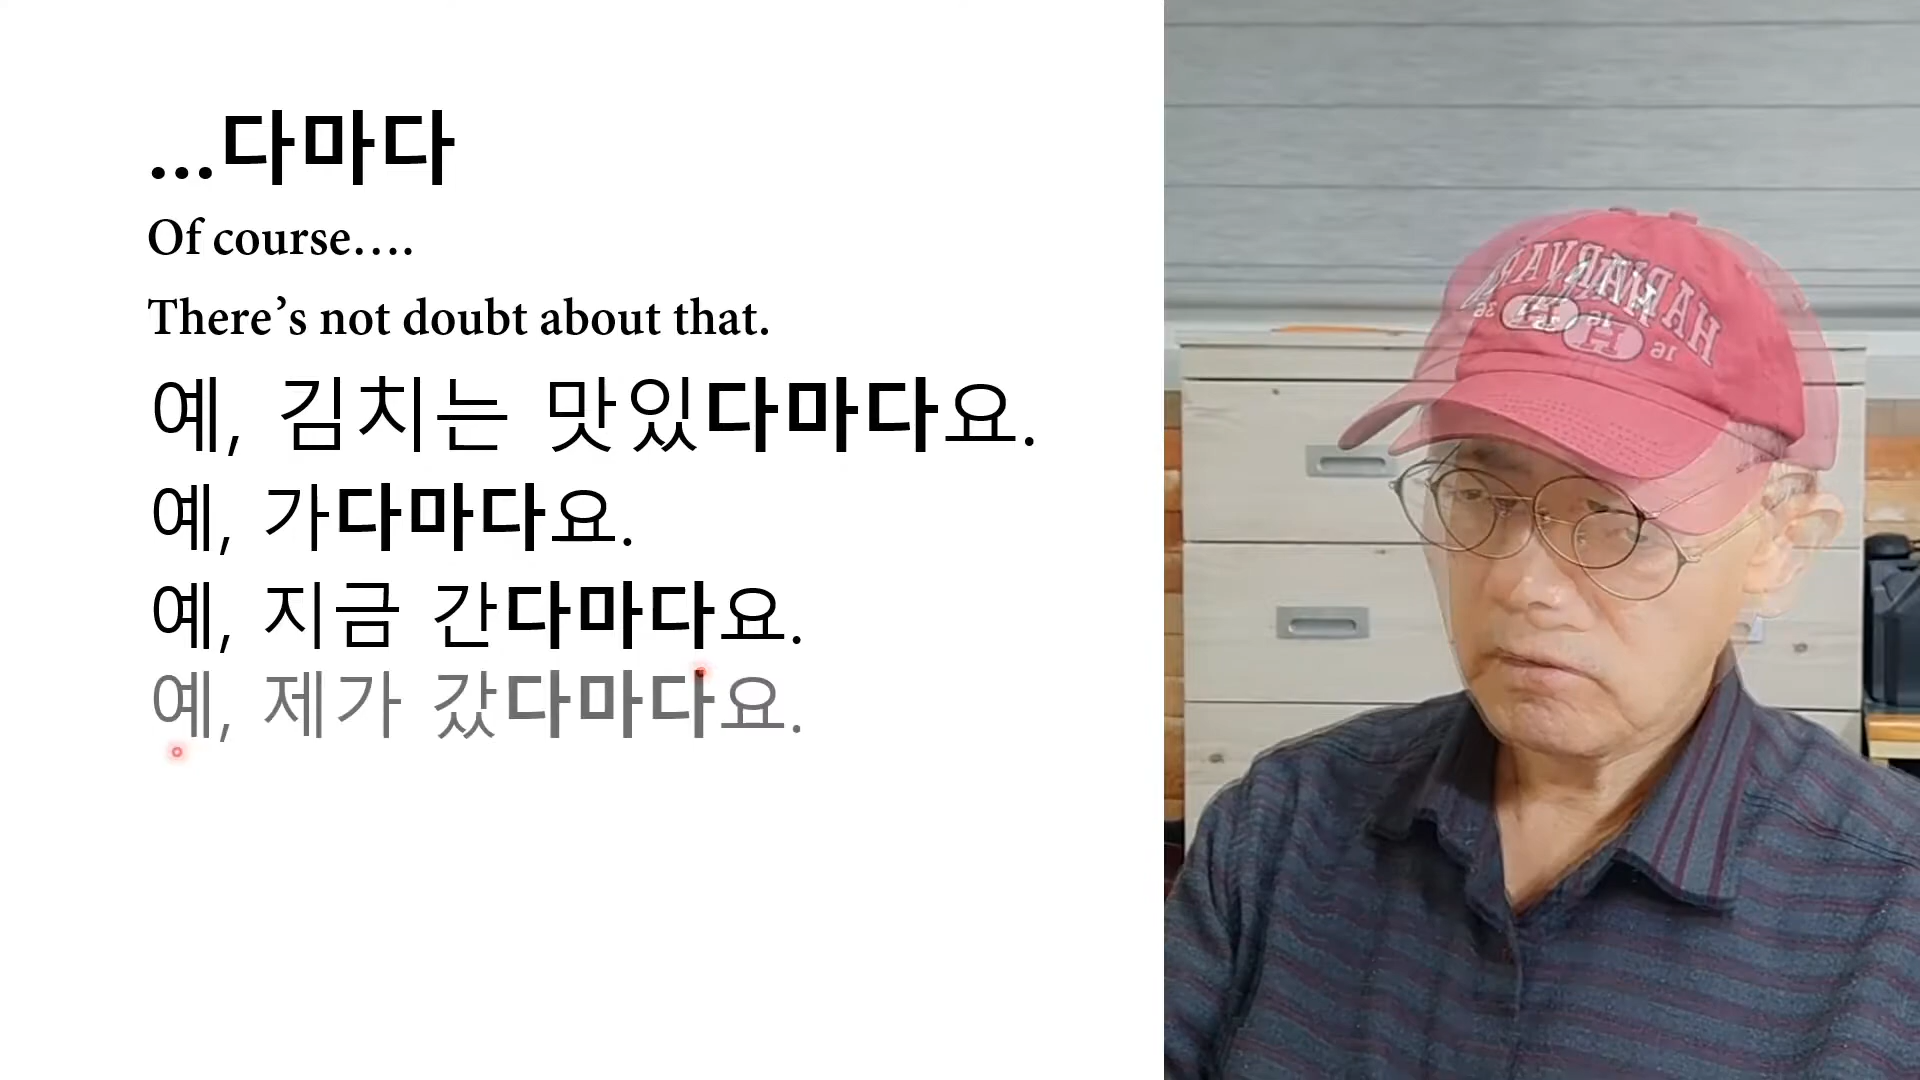 ...다마다
Of course....
There’s not doubt about that.
예, 김치는 맛있다마다요.
예, 가다마다요.
예, 지금 간다마다요.
예, 제가 갔다마다요.
HARVARD